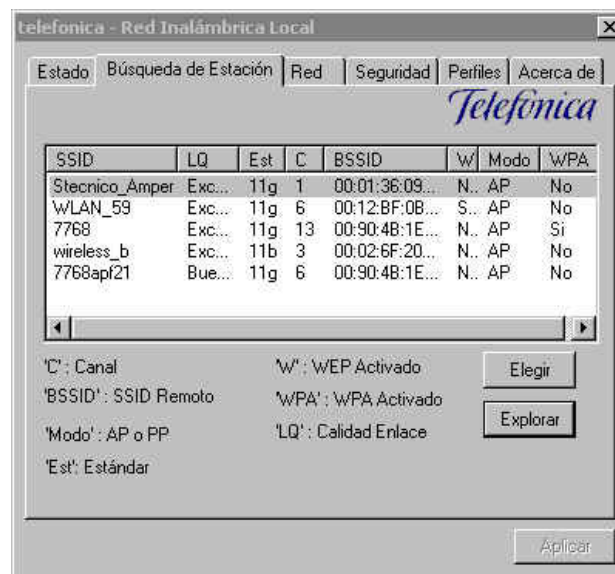 telefonica - Red Inalámbrica Local
Estado Búsqueda de Estación Red Seguridad Perfiles Acerca de
Telefónica
SSID LQ Est C BSSID W Modo WPA
Stecnico_Amper Exc... 11g 1 00:01:36:09... N.. AP No
WLAN_59 Exc... 11g 6 00:12:BF:0B... S.. AP No
7768 Exc... 11g 13 00:90:4B:1E... N.. AP Si
wireless_b Exc... 11b 3 00:02:6F:20... N.. AP No
7768apf21 Bue... 11g 6 00:90:4B:1E... N.. AP No
'C' : Canal 'W' : WEP Activado Elegir
'BSSID' : SSID Remoto 'WPA' : WPA Activado Explorar
'Modo' : AP o PP 'LQ' : Calidad Enlace
'Est': Estándar
Aplicar